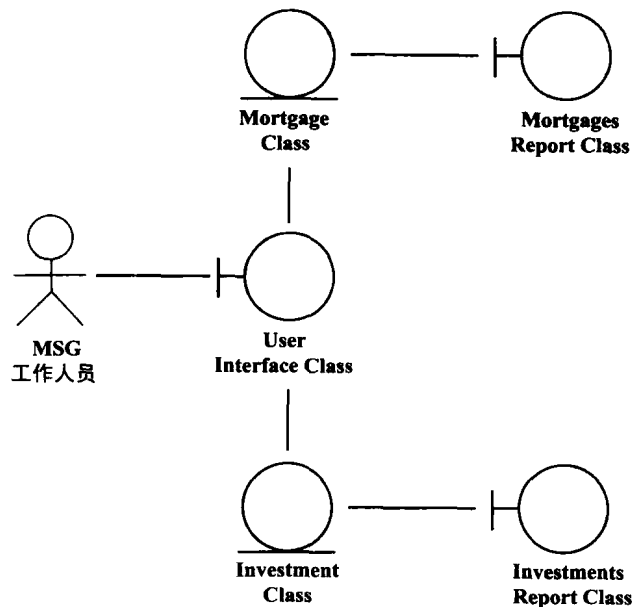 Mortgage
Class
Mortgages
Report Class
MSG
工作人员
User
Interface Class
Investment
Class
Investments
Report Class